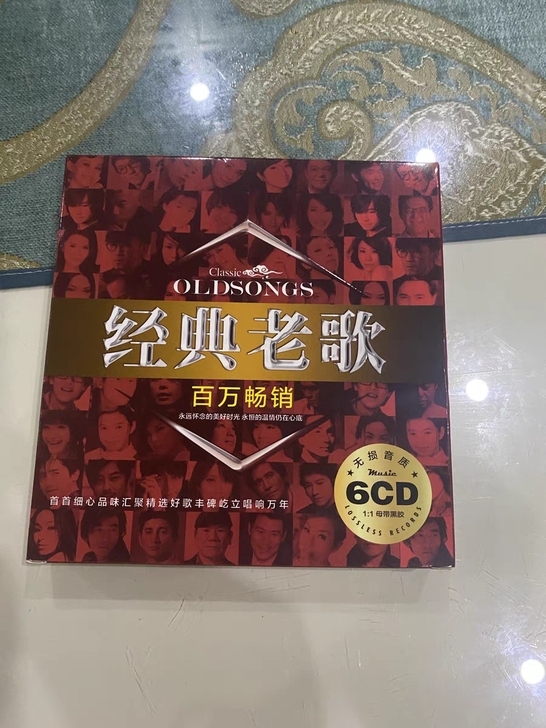 Classic
OLDSONGS
经典老歌
百万畅销
永远怀念的美好时光 永恒的温情仍在心底
首首细心品味汇聚精选好歌丰碑屹立唱响万年
无损音质
Music
6CD
1:1 母带黑胶
LOSSLESS RECORDS